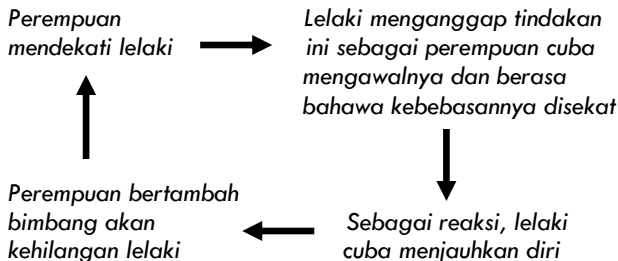 Perempuan
mendekati lelaki
Lelaki menganggap tindakan
ini sebagai perempuan cuba
mengawalnya dan berasa
bahawa kebebasannya disekat
Sebagai reaksi, lelaki
cuba menjauhkan diri
Perempuan bertambah
bimbang akan
kehilangan lelaki